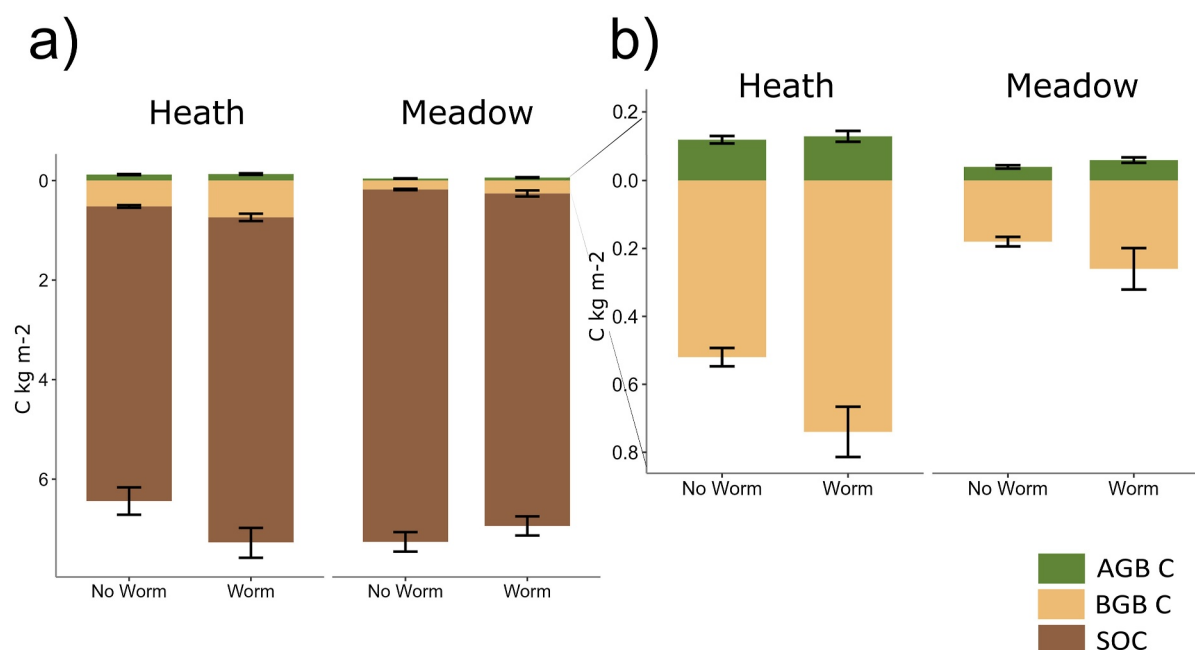 a)
Heath Meadow
0
2
4
6
C kg m-2
No Worm Worm No Worm Worm
b)
Heath Meadow
0.2
0.0
0.2
0.4
0.6
0.8
C kg m-2
No Worm Worm No Worm Worm
AGB C
BGB C
SOC